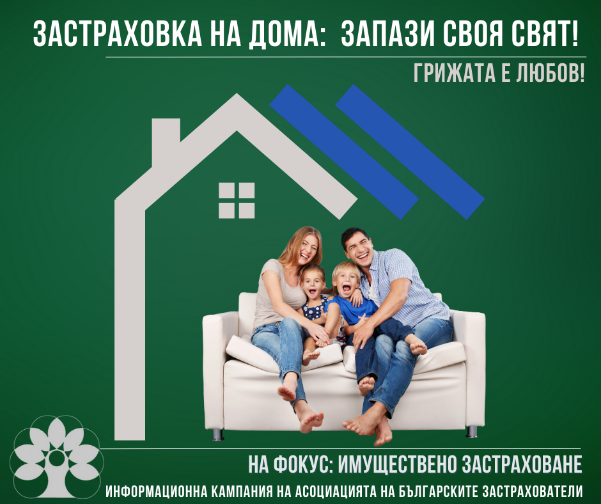 ЗАСТРАХОВКА НА ДОМА: ЗАПАЗИ СВОЯ СВЯТ!
ГРИЖАТА Е ЛЮБОВ!
НА ФОКУС: ИМУЩЕСТВЕНО ЗАСТРАХОВАНЕ
ИНФОРМАЦИОННА КАМПАНИЯ НА АСОЦИАЦИЯТА НА БЪЛГАРСКИТЕ ЗАСТРАХОВАТЕЛИ